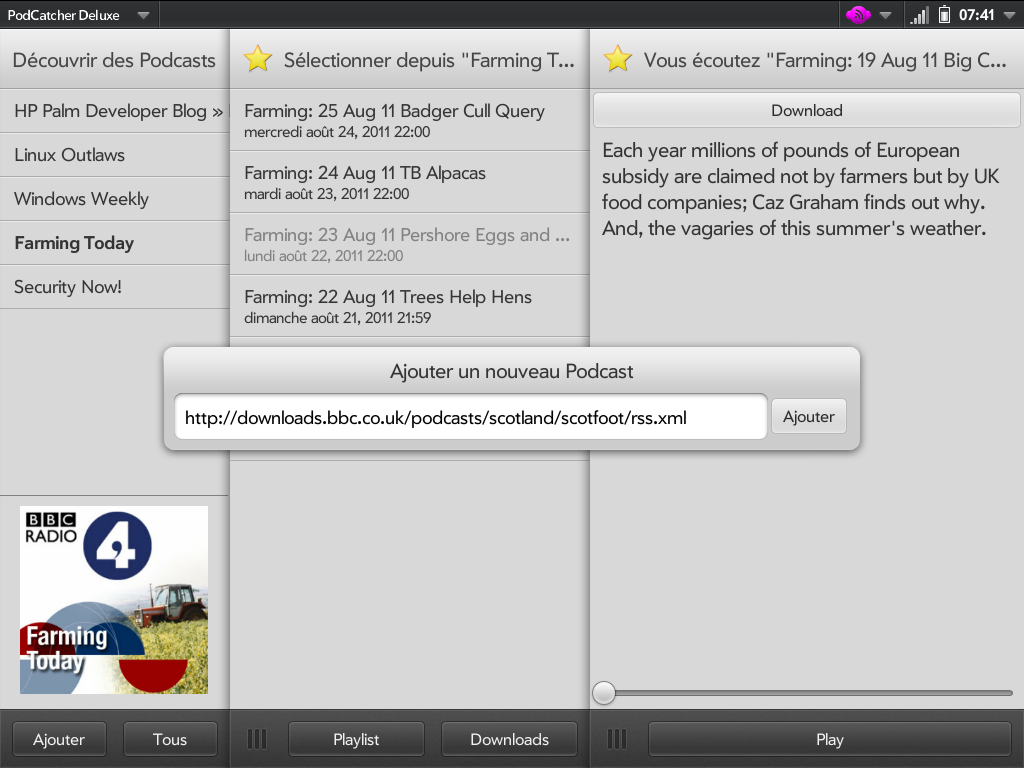 PodCatcher Deluxe
07:41
Découvrir des Podcasts
HP Palm Developer Blog »
Linux Outlaws
Windows Weekly
Farming Today
Security Now!
BBC
RADIO
4
Farming
Today
Ajouter
Tous
Sélectionner depuis "Farming T...
Farming: 25 Aug 11 Badger Cull Query
mercredi août 24, 2011 22:00
Farming: 24 Aug 11 TB Alpacas
mardi août 23, 2011 22:00
Farming: 23 Aug 11 Pershore Eggs and ...
lundi août 22, 2011 22:00
Farming: 22 Aug 11 Trees Help Hens
dimanche août 21, 2011 21:59
Playlist
Downloads
Vous écoutez "Farming: 19 Aug 11 Big C...
Download
Each year millions of pounds of European
subsidy are claimed not by farmers but by UK
food companies; Caz Graham finds out why.
And, the vagaries of this summer's weather.
Play
Ajouter un nouveau Podcast
http://downloads.bbc.co.uk/podcasts/scotland/scotfoot/rss.xml
Ajouter